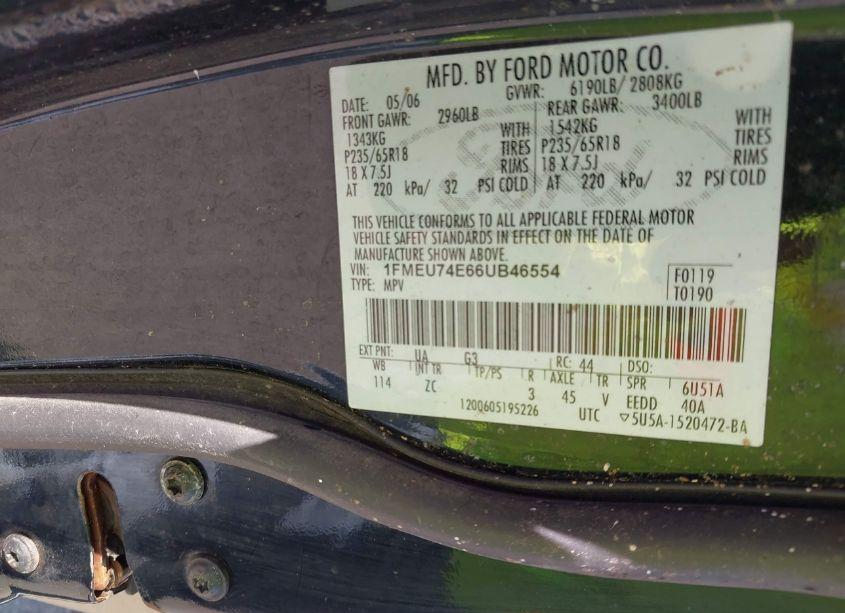 MFD. BY FORD MOTOR CO.
DATE: 05/06 GVWR: 6190LB/ 2808KG
FRONT GAWR: 2960LB REAR GAWR: 3400LB
1343KG WITH 1542KG WITH
P235/65R18 TIRES P235/65R18 TIRES
18 X 7.5J RIMS 18 X 7.5J RIMS
AT 220 kPa/ 32 PSI COLD AT 220 kPa/ 32 PSI COLD
THIS VEHICLE CONFORMS TO ALL APPLICABLE FEDERAL MOTOR
VEHICLE SAFETY STANDARDS IN EFFECT ON THE DATE OF
MANUFACTURE SHOWN ABOVE.
VIN: 1FMEU74E66UB46554 F0119
TYPE: MPV T0190
EXT PNT: UA G3 RC: 44 DSO:
WB INT TR TP/PS R AXLE TR SPR 6U51A
114 ZC 3 45 V EEDD 40A
1200605195226 UTC ▽5U5A-1520472-BA